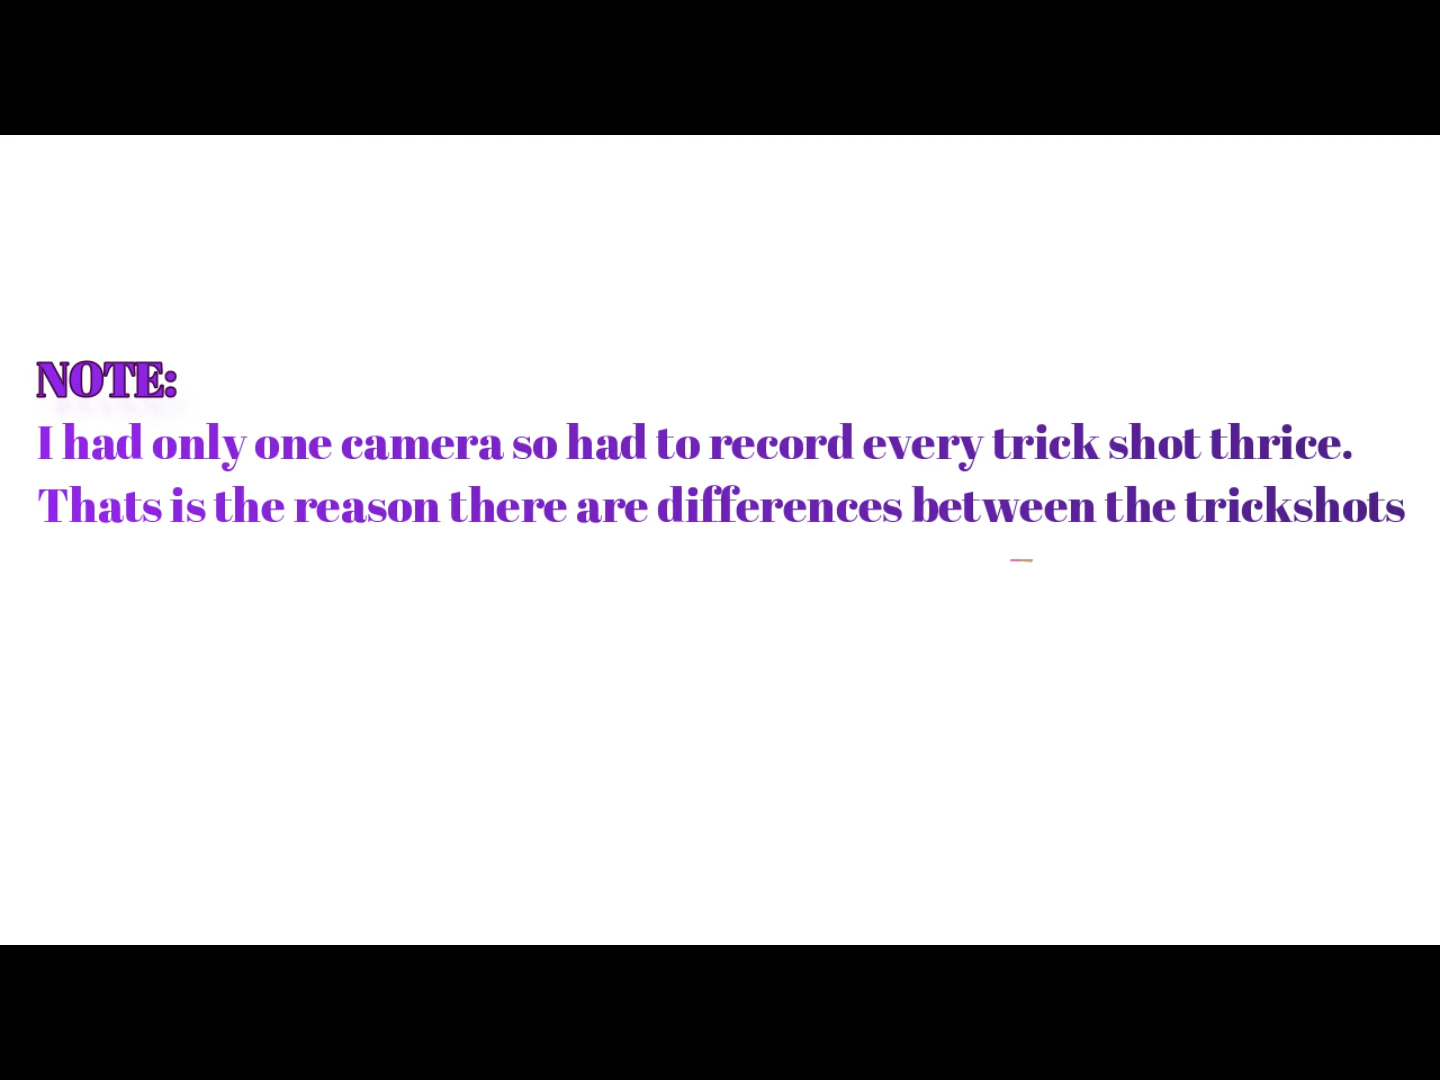 NOTE:
I had only one camera so had to record every trick shot thrice.
Thats is the reason there are differences between the trickshots